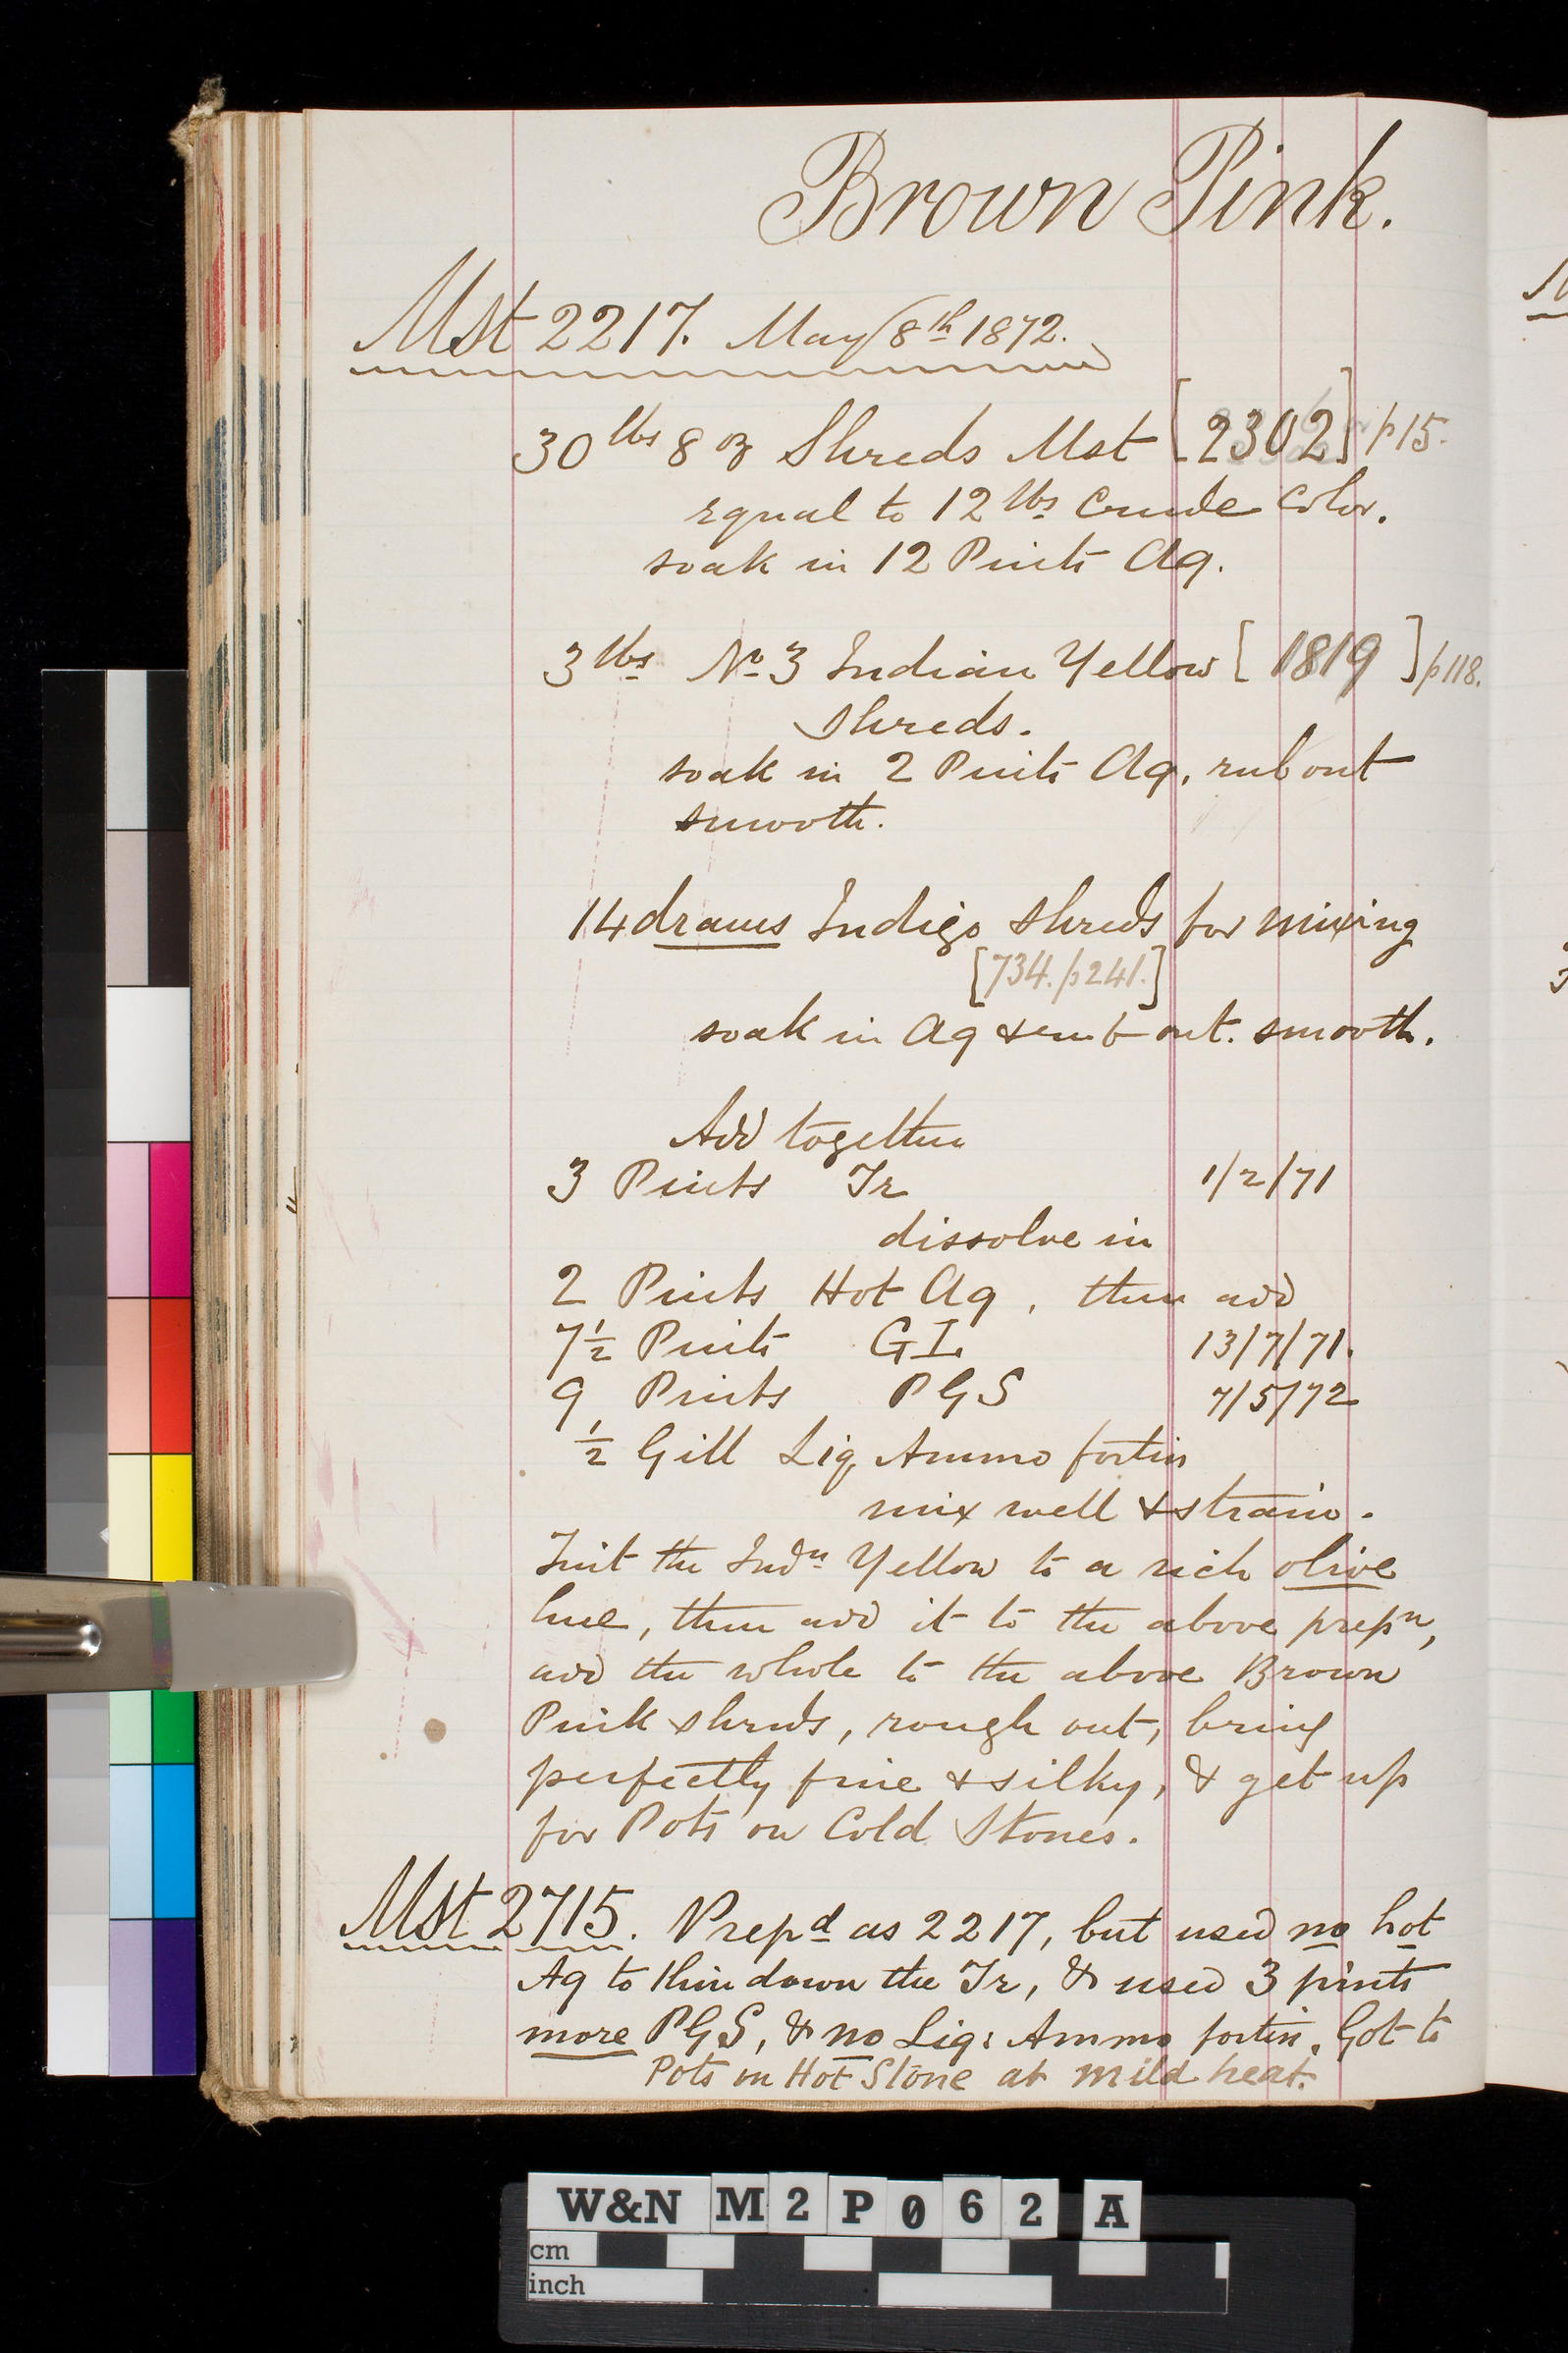 Brown Pink.
Mst 2217. May 8th 1872.
30 lbs 8 oz Shreds Mst [2302] p15.
equal to 12 lbs Crude Color.
soak in 12 Pints Aq.
3 lbs No 3 Indian Yellow [1819] p118.
shreds.
soak in 2 Pints Aq, rub out
smooth.
14 drams Indigo shreds for mixing
[734. p241.]
soak in Aq & rub out. smooth.
Add together
3 Pints Tr 1/2/71
dissolve in
2 Pints Hot Aq, then add
7½ Pints GL 13/7/71.
9 Pints PGS 7/5/72
½ Gill Liq Ammo fortis
mix well & strain.
Tint the Indn Yellow to a rich olive
hue, then add it to the above prepn,
add the whole to the above Brown
Pink shreds, rough out, bring
perfectly fine & silky, & get up
for Pots on Cold Stones.
Mst 2715. Prepd as 2217, but used no hot
Aq to thin down the Tr, & used 3 pints
more PGS, & no Liq: Ammo fortis. Got to
Pots on Hot Stone at mild heat.
W&N M2P062 A
cm
inch